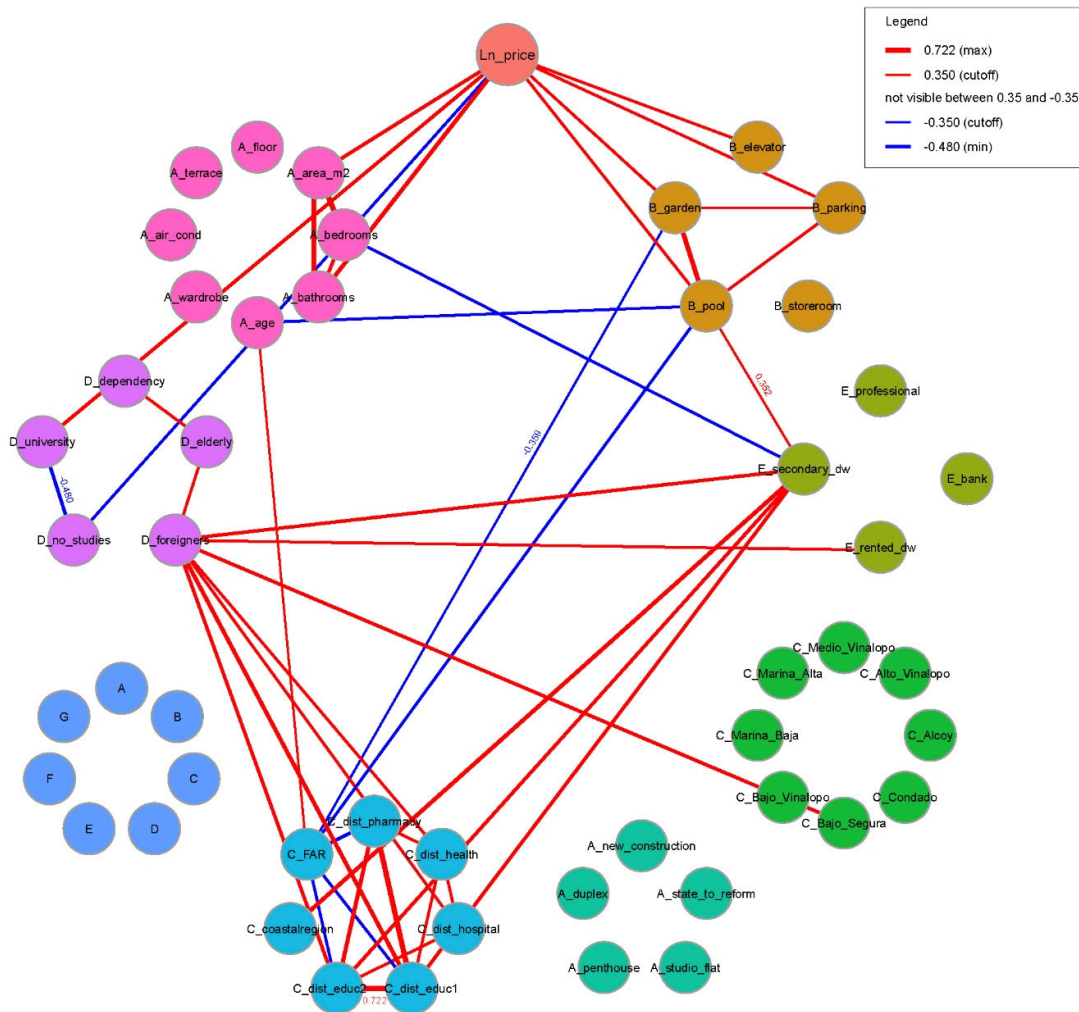 Legend
0.722 (max)
0.350 (cutoff)
not visible between 0.35 and -0.35
-0.350 (cutoff)
-0.480 (min)
Ln_price
A_floor
A_terrace
A_area_m2
A_air_cond
A_bedrooms
A_wardrobe
A_bathrooms
A_age
B_elevator
B_garden
B_parking
B_pool
B_storeroom
D_dependency
D_university
D_elderly
-0.480
D_no_studies
D_foreigners
0.352
-0.359
E_professional
E_secondary_dw
E_bank
E_rented_dw
A
G
B
F
C
E
D
C_Medio_Vinalopo
C_Marina_Alta
C_Alto_Vinalopo
C_Marina_Baja
C_Alcoy
C_Bajo_Vinalopo
C_Condado
C_Bajo_Segura
C_dist_pharmacy
C_FAR
C_dist_health
C_coastalregion
C_dist_hospital
C_dist_educ2
C_dist_educ1
0.722
A_new_construction
A_duplex
A_state_to_reform
A_penthouse
A_studio_flat